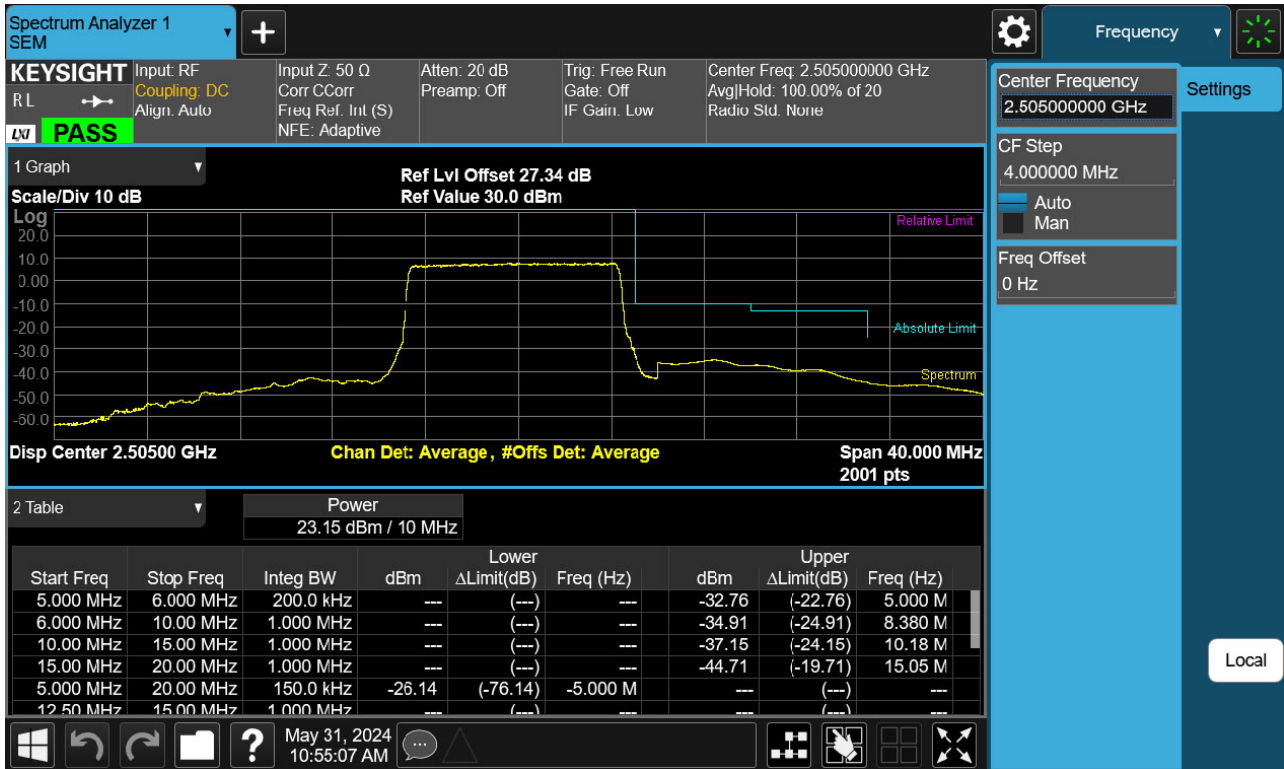 Spectrum Analyzer 1
SEM
+
Frequency
KEYSIGHT
RL
LXI
PASS
Input: RF
Coupling: DC
Align: Auto
Input Z: 50 Ω
Corr CCorr
Freq Ref: Int (S)
NFE: Adaptive
Atten: 20 dB
Preamp: Off
Trig: Free Run
Gate: Off
IF Gain: Low
Center Freq: 2.505000000 GHz
Avg|Hold: 100.00% of 20
Radio Std: None
Center Frequency
2.505000000 GHz
Settings
CF Step
4.000000 MHz
Auto
Man
Freq Offset
0 Hz
1 Graph
Ref Lvl Offset 27.34 dB
Scale/Div 10 dB
Ref Value 30.0 dBm
Log
20.0
10.0
0.00
-10.0
-20.0
-30.0
-40.0
-50.0
-60.0
Relative Limit
Absolute Limit
Spectrum
Disp Center 2.50500 GHz
Chan Det: Average, #Offs Det: Average
Span 40.000 MHz
2001 pts
2 Table
Power
23.15 dBm / 10 MHz
Lower Upper
Start Freq Stop Freq Integ BW dBm ΔLimit(dB) Freq (Hz) dBm ΔLimit(dB) Freq (Hz)
5.000 MHz 6.000 MHz 200.0 kHz --- (---) --- -32.76 (-22.76) 5.000 M
6.000 MHz 10.00 MHz 1.000 MHz --- (---) --- -34.91 (-24.91) 8.380 M
10.00 MHz 15.00 MHz 1.000 MHz --- (---) --- -37.15 (-24.15) 10.18 M
15.00 MHz 20.00 MHz 1.000 MHz --- (---) --- -44.71 (-19.71) 15.05 M
5.000 MHz 20.00 MHz 150.0 kHz -26.14 (-76.14) -5.000 M --- (---) ---
12.50 MHz 15.00 MHz 1.000 MHz --- (---) --- --- (---) ---
Local
?
May 31, 2024
10:55:07 AM